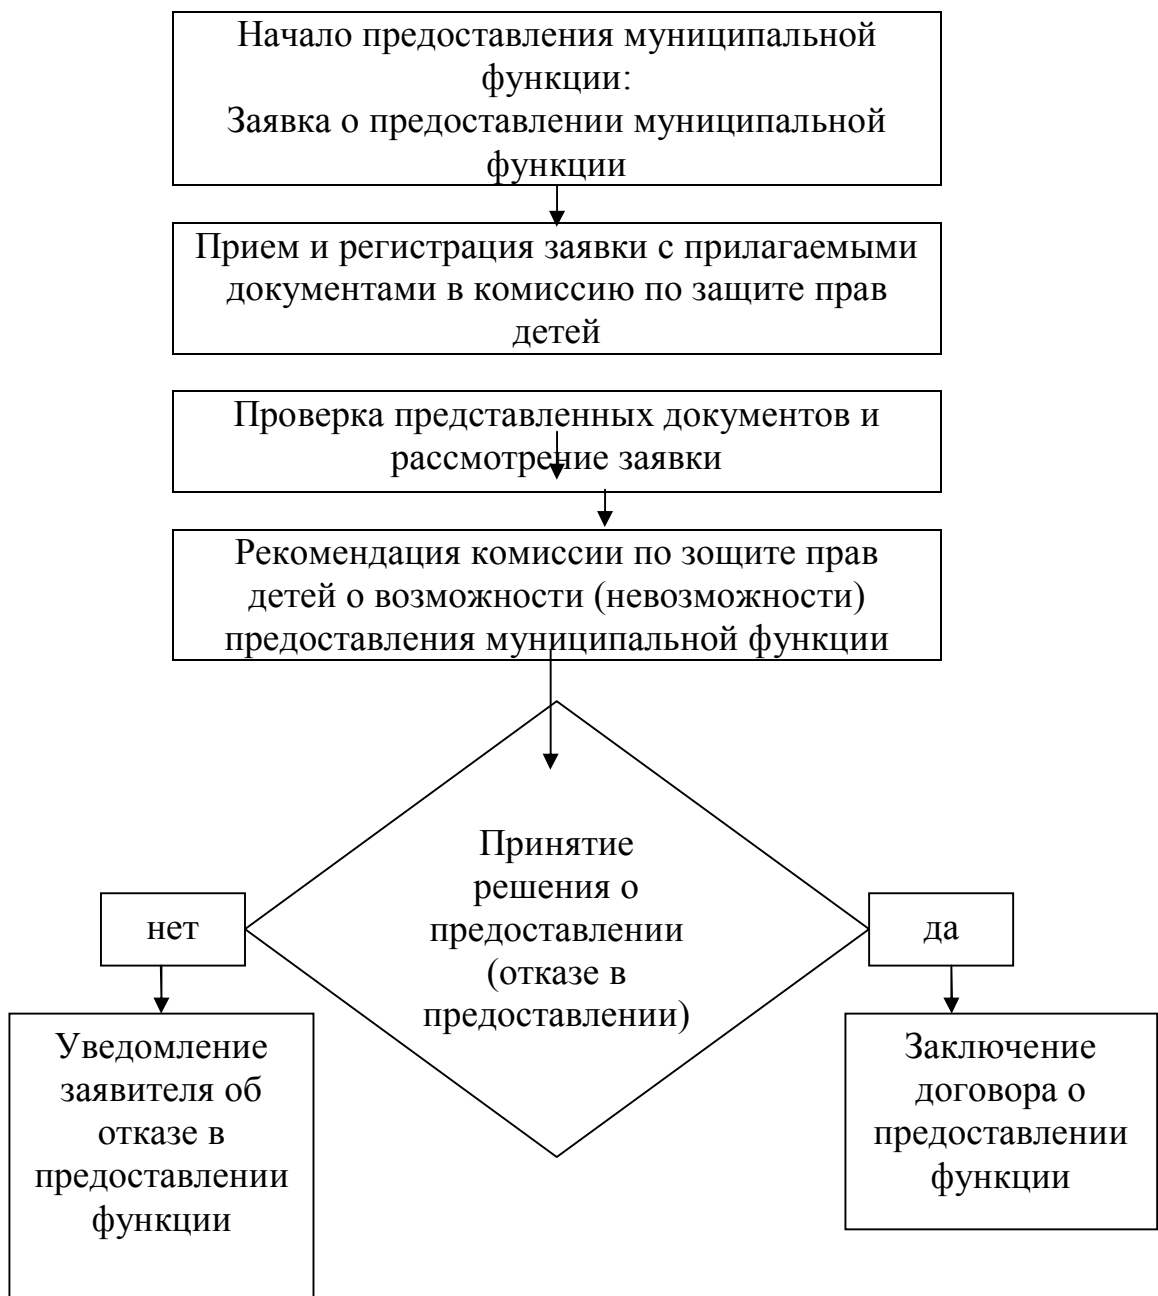 Начало предоставления муниципальной
функции:
Заявка о предоставлении муниципальной
функции
Прием и регистрация заявки с прилагаемыми
документами в комиссию по защите прав
детей
Проверка представленных документов и
рассмотрение заявки
Рекомендация комиссии по зощите прав
детей о возможности (невозможности)
предоставления муниципальной функции
Принятие
решения о
предоставлении
(отказе в
предоставлении)
нет
да
Уведомление
заявителя об
отказе в
предоставлении
функции
Заключение
договора о
предоставлении
функции